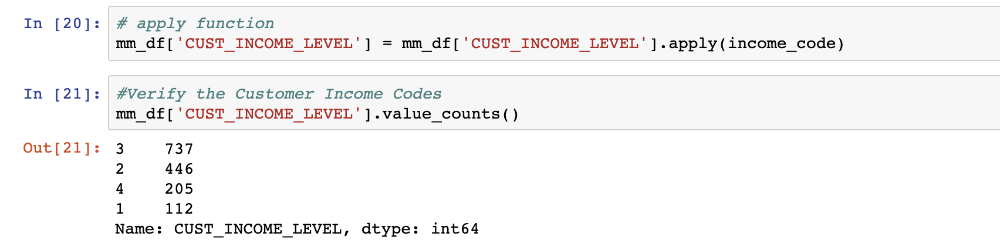 In [20]: # apply function
mm_df['CUST_INCOME_LEVEL'] = mm_df['CUST_INCOME_LEVEL'].apply(income_code)
In [21]: #Verify the Customer Income Codes
mm_df['CUST_INCOME_LEVEL'].value_counts()
Out[21]: 3    737
2    446
4    205
1    112
Name: CUST_INCOME_LEVEL, dtype: int64